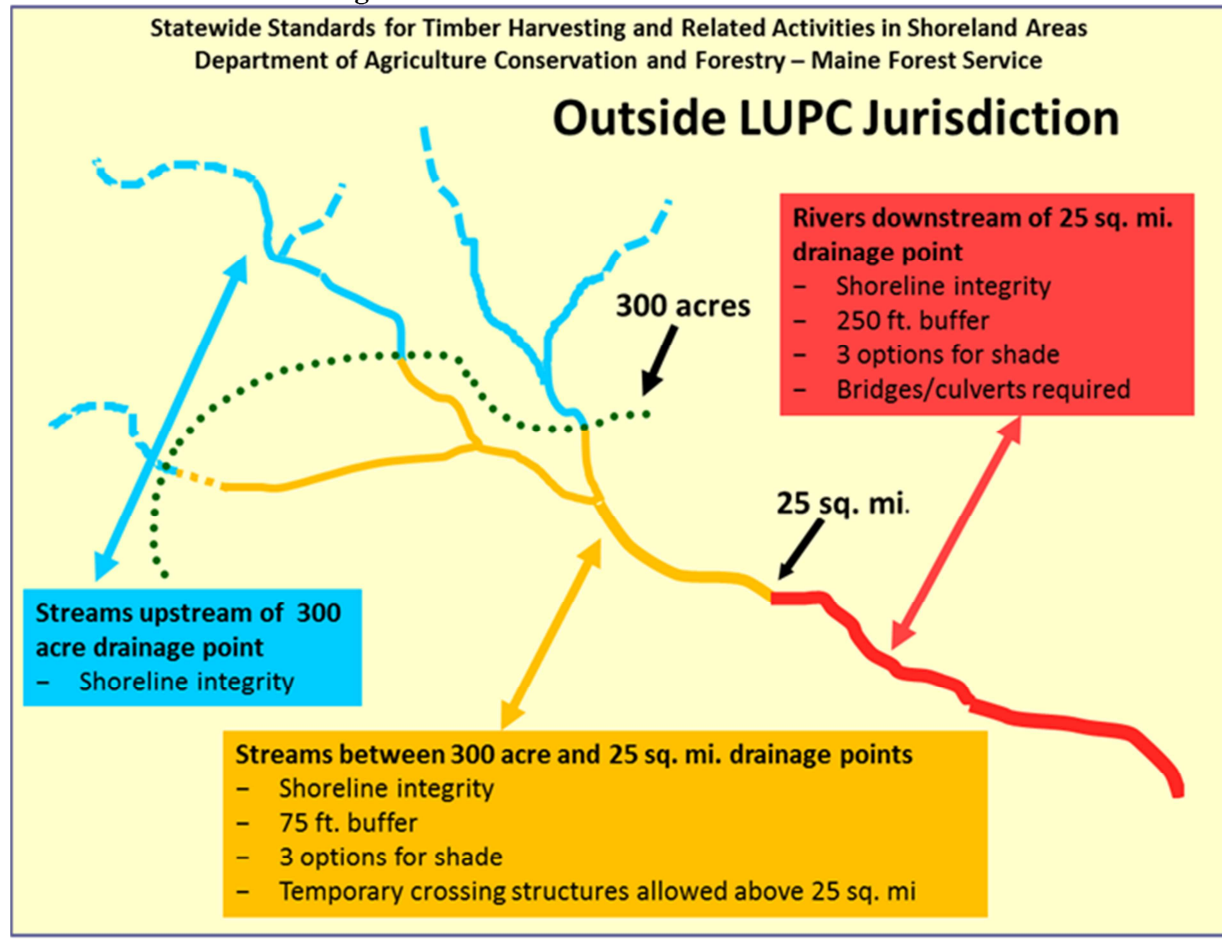 Statewide Standards for Timber Harvesting and Related Activities in Shoreland Areas
Department of Agriculture Conservation and Forestry – Maine Forest Service
Outside LUPC Jurisdiction
Rivers downstream of 25 sq. mi.
drainage point
– Shoreline integrity
– 250 ft. buffer
– 3 options for shade
– Bridges/culverts required
300 acres
25 sq. mi.
Streams upstream of 300
acre drainage point
– Shoreline integrity
Streams between 300 acre and 25 sq. mi. drainage points
– Shoreline integrity
– 75 ft. buffer
– 3 options for shade
– Temporary crossing structures allowed above 25 sq. mi